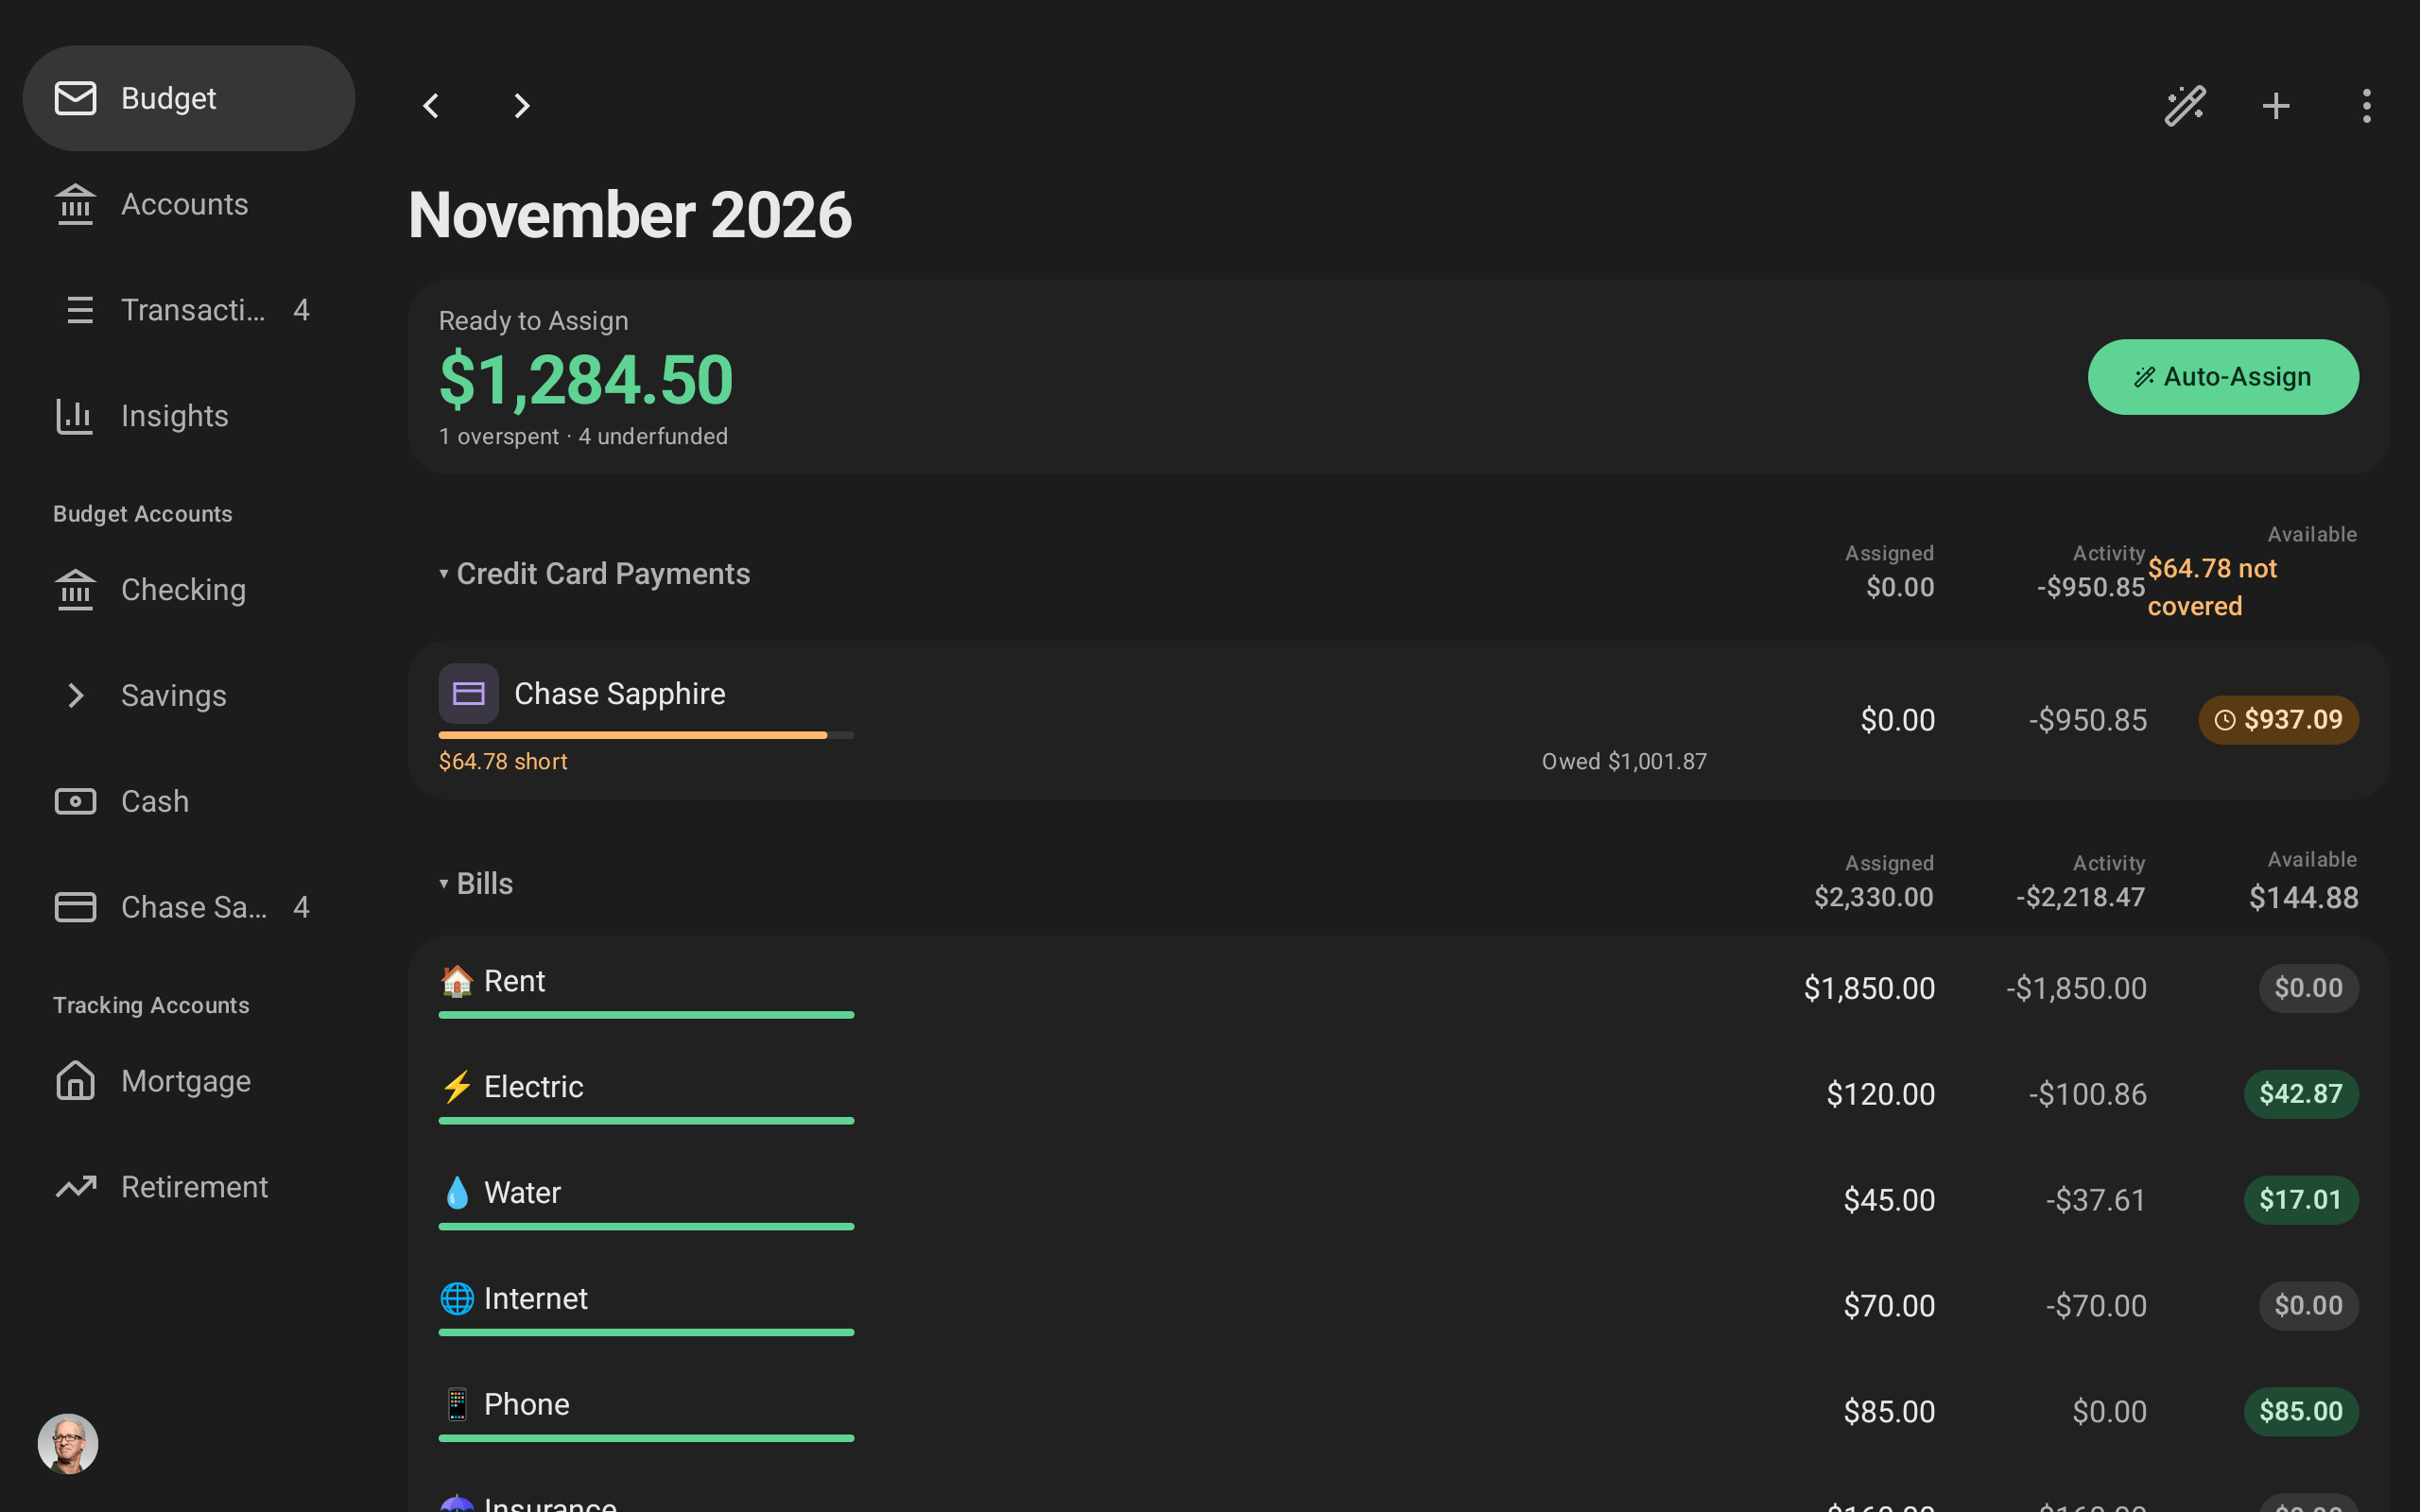 Budget
Accounts
Transacti... 4
Insights
Budget Accounts
Checking
Savings
Cash
Chase Sa... 4
Tracking Accounts
Mortgage
Retirement
November 2026
Ready to Assign
$1,284.50
1 overspent · 4 underfunded
Auto-Assign
Credit Card Payments
Assigned
$0.00
Activity
-$950.85
Available
$64.78 not
covered
Chase Sapphire
$64.78 short
Owed $1,001.87
$0.00
-$950.85
$937.09
Bills
Assigned
$2,330.00
Activity
-$2,218.47
Available
$144.88
Rent $1,850.00 -$1,850.00 $0.00
Electric $120.00 -$100.86 $42.87
Water $45.00 -$37.61 $17.01
Internet $70.00 -$70.00 $0.00
Phone $85.00 $0.00 $85.00
Insurance